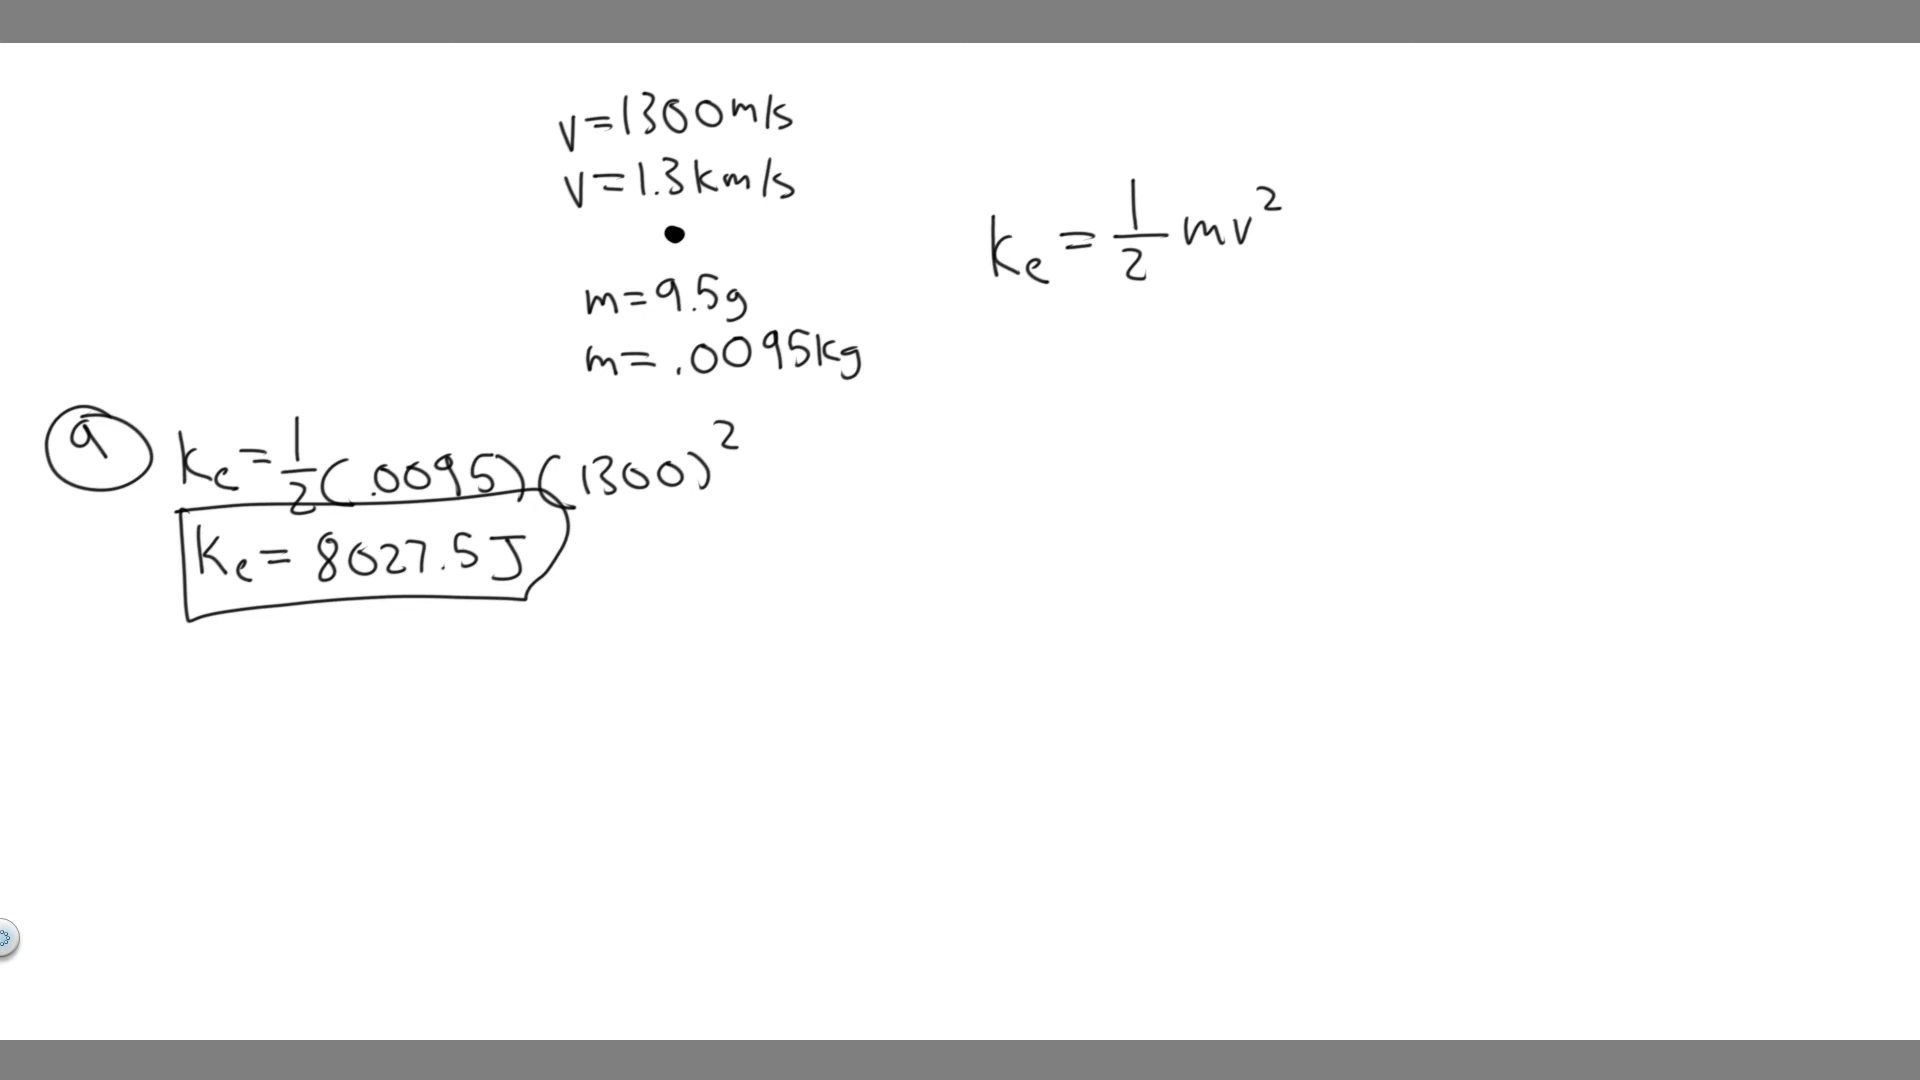 v=1300m/s
v=1.3km/s
m=9.5g
m=.0095kg
Ke=1/2mv²
a
Ke=1/2(.0095)(1300)²
Ke=8027.5J